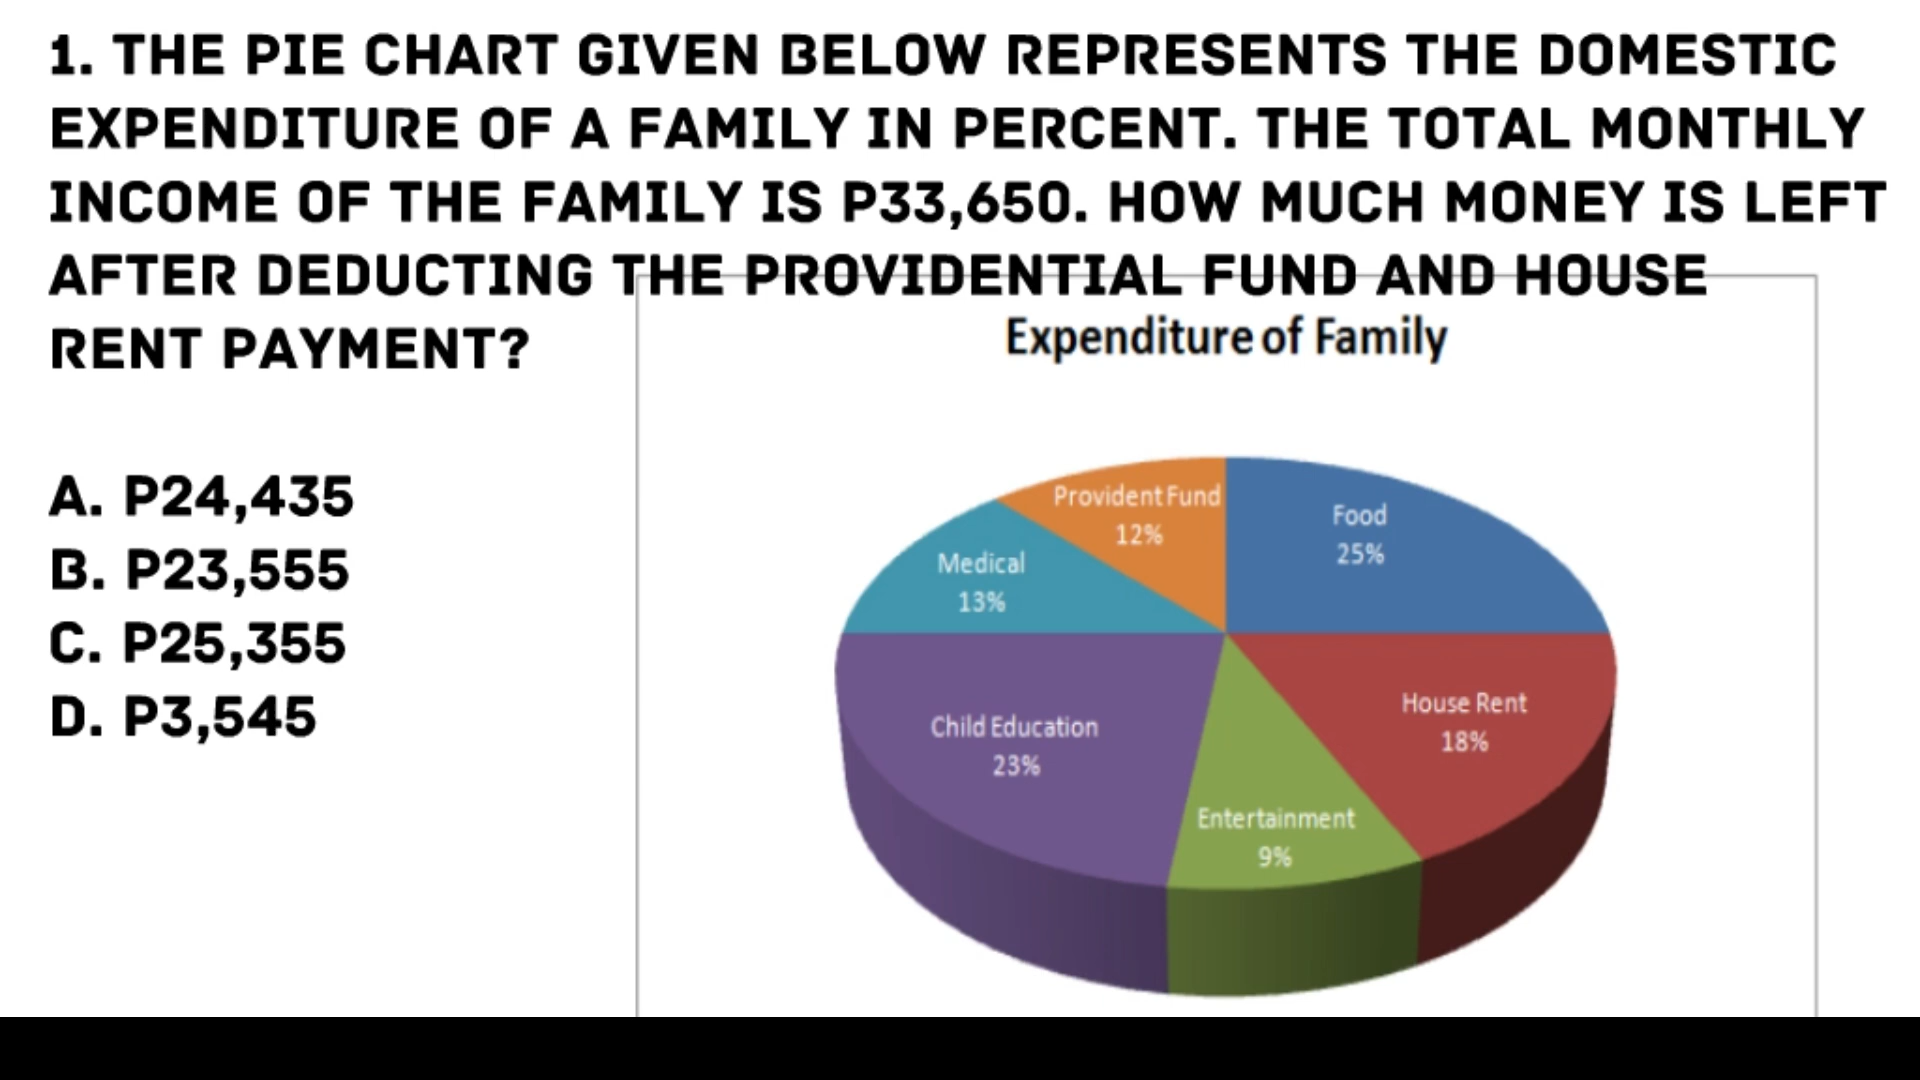 1. THE PIE CHART GIVEN BELOW REPRESENTS THE DOMESTIC
EXPENDITURE OF A FAMILY IN PERCENT. THE TOTAL MONTHLY
INCOME OF THE FAMILY IS P33,650. HOW MUCH MONEY IS LEFT
AFTER DEDUCTING THE PROVIDENTIAL FUND AND HOUSE
RENT PAYMENT?
A. P24,435
B. P23,555
C. P25,355
D. P3,545
Expenditure of Family
Provident Fund
12%
Food
25%
Medical
13%
House Rent
18%
Child Education
23%
Entertainment
9%